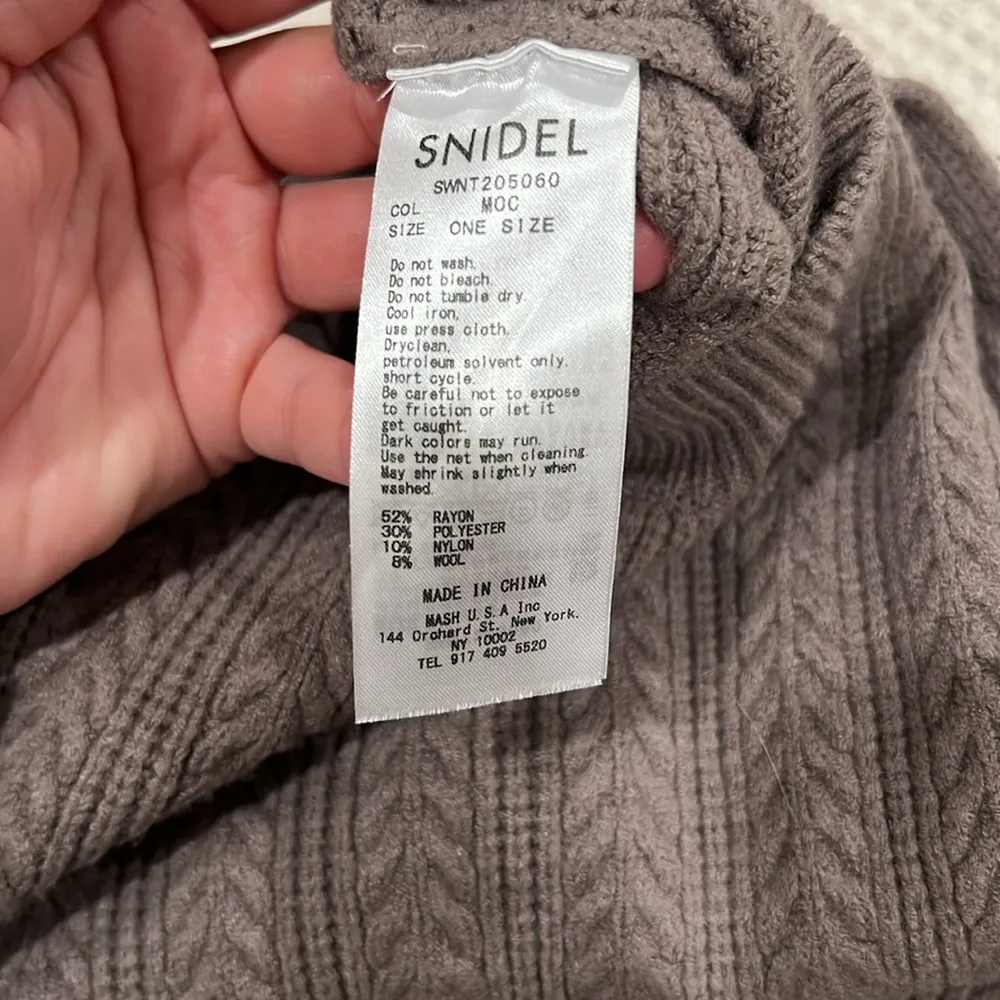 SNIDEL
SWNT205060
COL MOC
SIZE ONE SIZE
Do not wash.
Do not bleach.
Do not tumble dry.
Cool iron,
use press cloth.
Dryclean,
petroleum solvent only.
short cycle.
Be careful not to expose
to friction or let it
get caught.
Dark colors may run.
Use the net when cleaning.
May shrink slightly when
washed.
52% RAYON
30% POLYESTER
10% NYLON
8% WOOL
MADE IN CHINA
MASH U.S.A Inc
144 Orchard St. New York.
NY 10002
TEL 917 409 5520